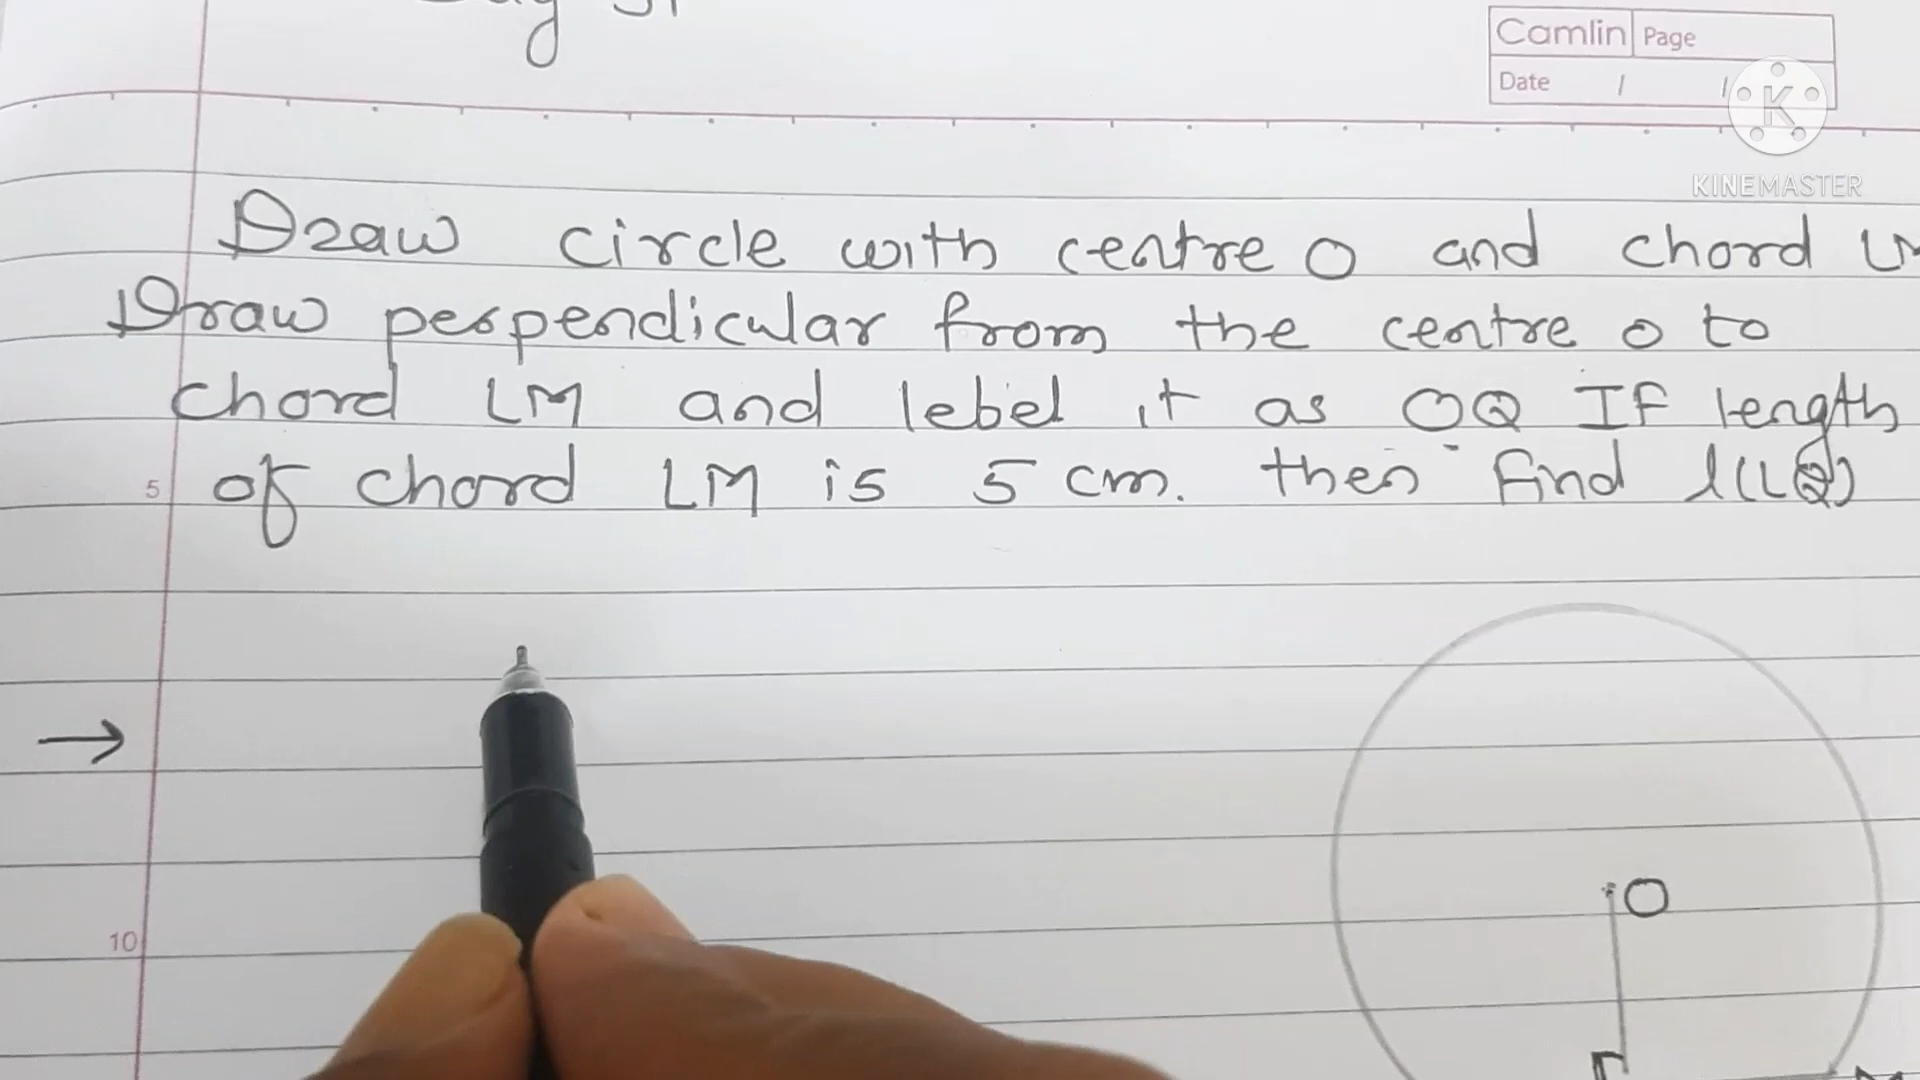 Camlin Page
Date / /
KINEMASTER
Draw circle with centre O and chord LM
Draw perpendicular from the centre O to
chord LM and lebel it as OQ If length
of chord LM is 5 cm. then find l(LQ)
5
→
O
10